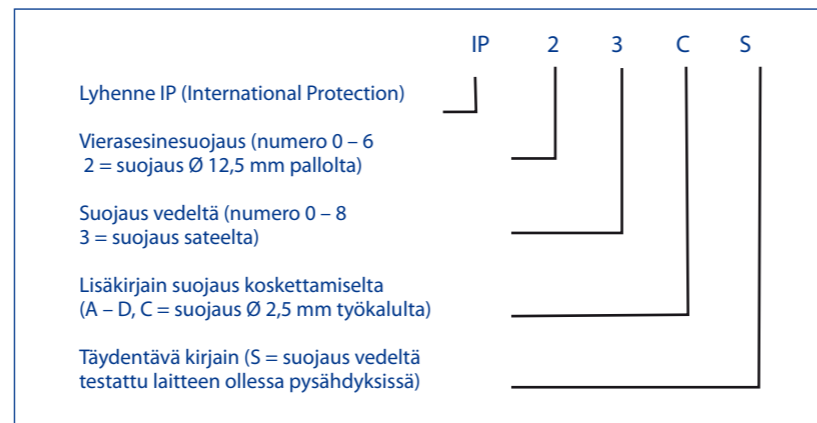 IP 2 3 C S
Lyhenne IP (International Protection)
Vierasesinesuojaus (numero 0 – 6
2 = suojaus Ø 12,5 mm pallolta)
Suojaus vedeltä (numero 0 – 8
3 = suojaus sateelta)
Lisäkirjain suojaus koskettamiselta
(A – D, C = suojaus Ø 2,5 mm työkalulta)
Täydentävä kirjain (S = suojaus vedeltä
testattu laitteen ollessa pysähdyksissä)